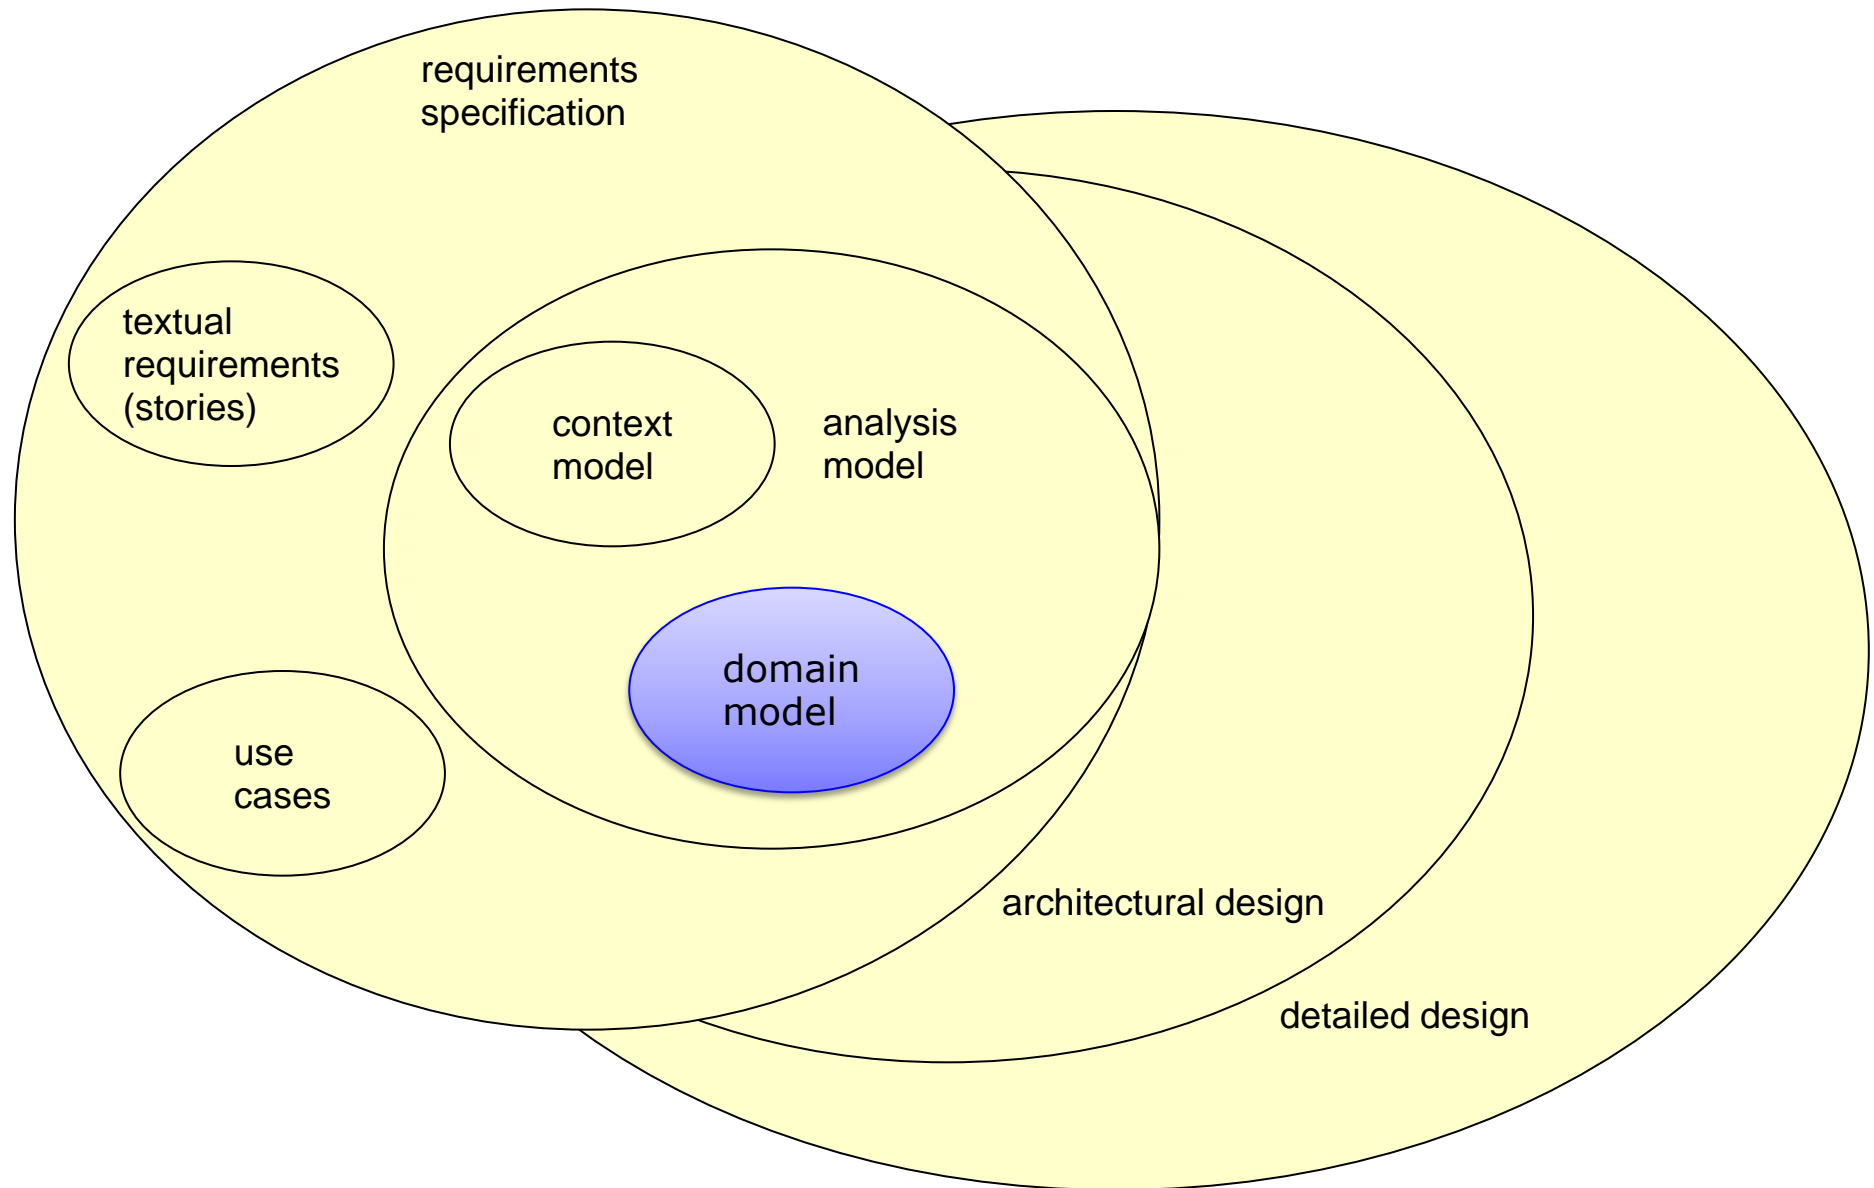 requirements
specification
textual
requirements
(stories)
context
model
analysis
model
domain
model
use
cases
architectural design
detailed design